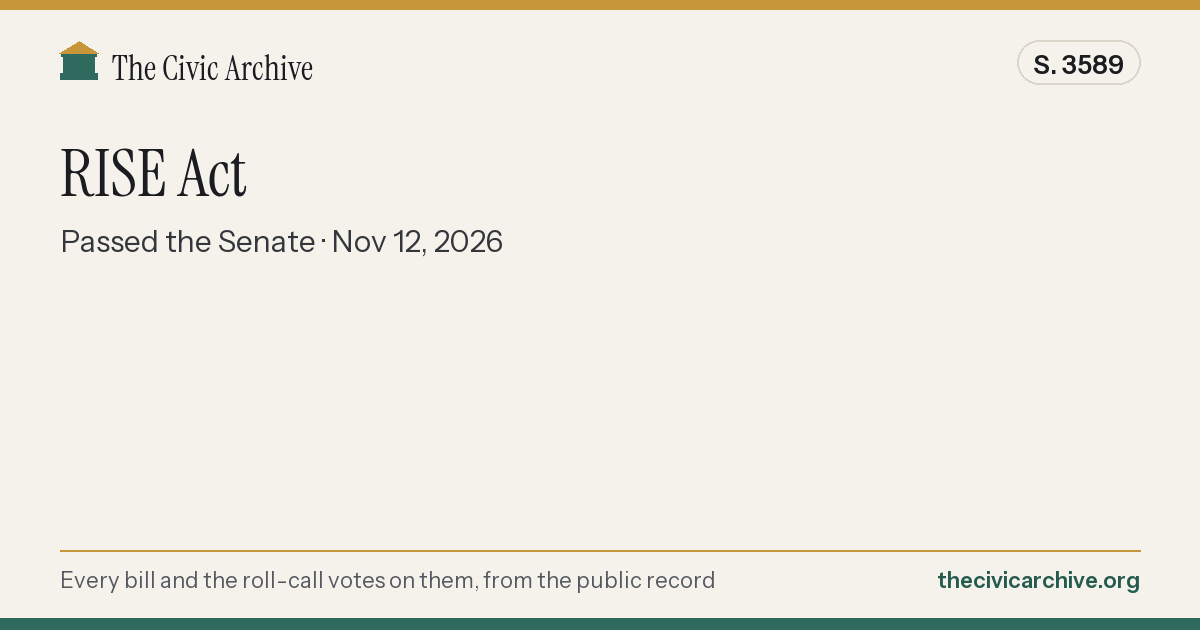 The Civic Archive
S. 3589
RISE Act
Passed the Senate · Nov 12, 2026
Every bill and the roll-call votes on them, from the public record
thecivicarchive.org